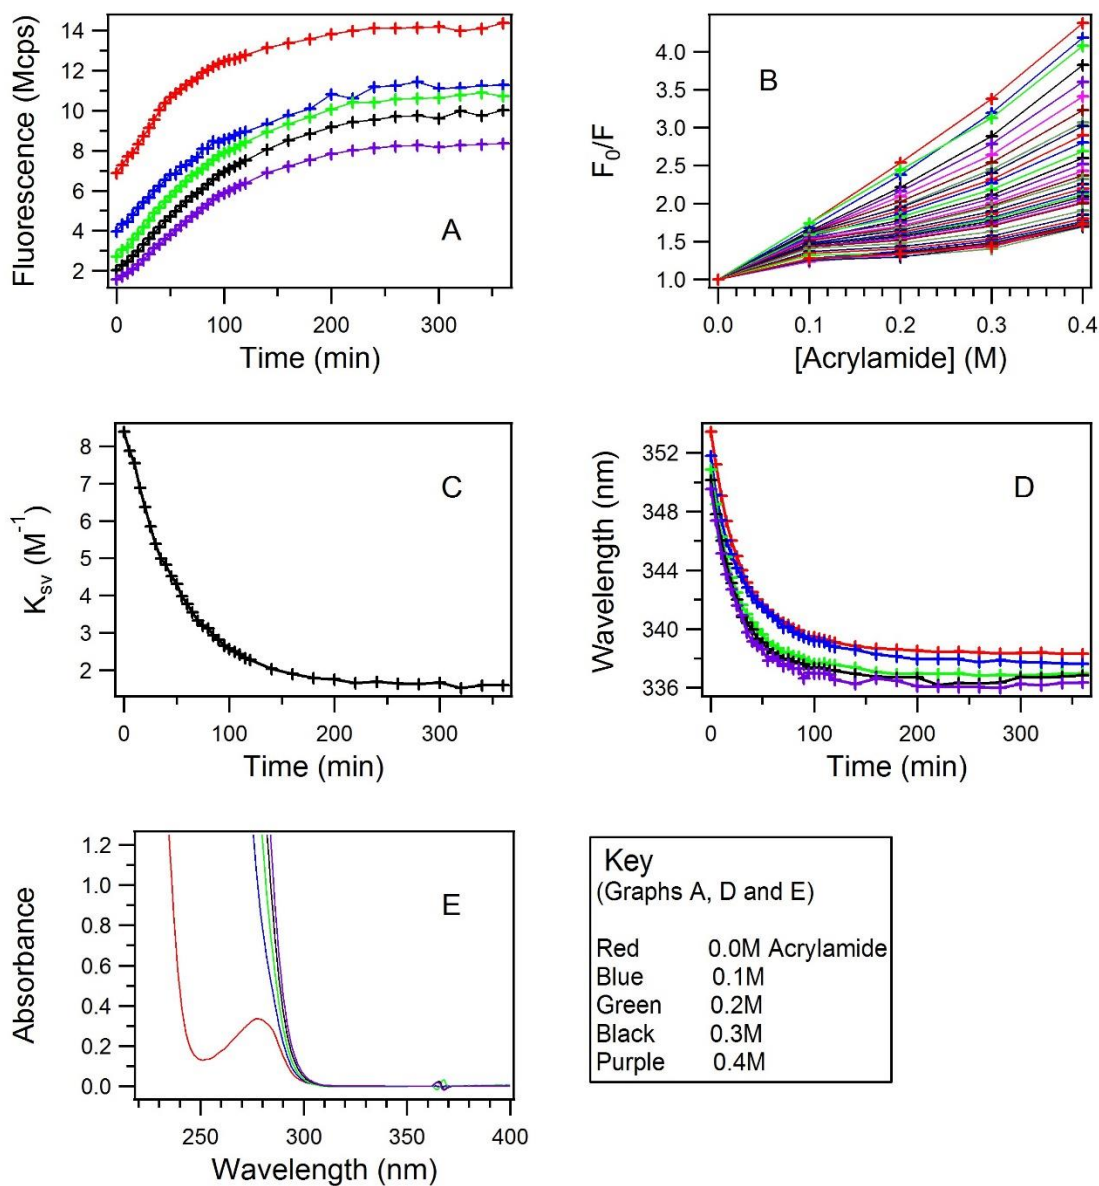 Fluorescence (Mcps)
14
12
10
8
6
4
2
0 100 200 300
Time (min)
A
F0/F
4.0
3.5
3.0
2.5
2.0
1.5
1.0
0.0 0.1 0.2 0.3 0.4
[Acrylamide] (M)
B
Ksv (M-1)
8
7
6
5
4
3
2
0 100 200 300
Time (min)
C
Wavelength (nm)
352
348
344
340
336
0 100 200 300
Time (min)
D
Absorbance
1.2
1.0
0.8
0.6
0.4
0.2
0.0
250 300 350 400
Wavelength (nm)
E
Key
(Graphs A, D and E)
Red 0.0M Acrylamide
Blue 0.1M
Green 0.2M
Black 0.3M
Purple 0.4M